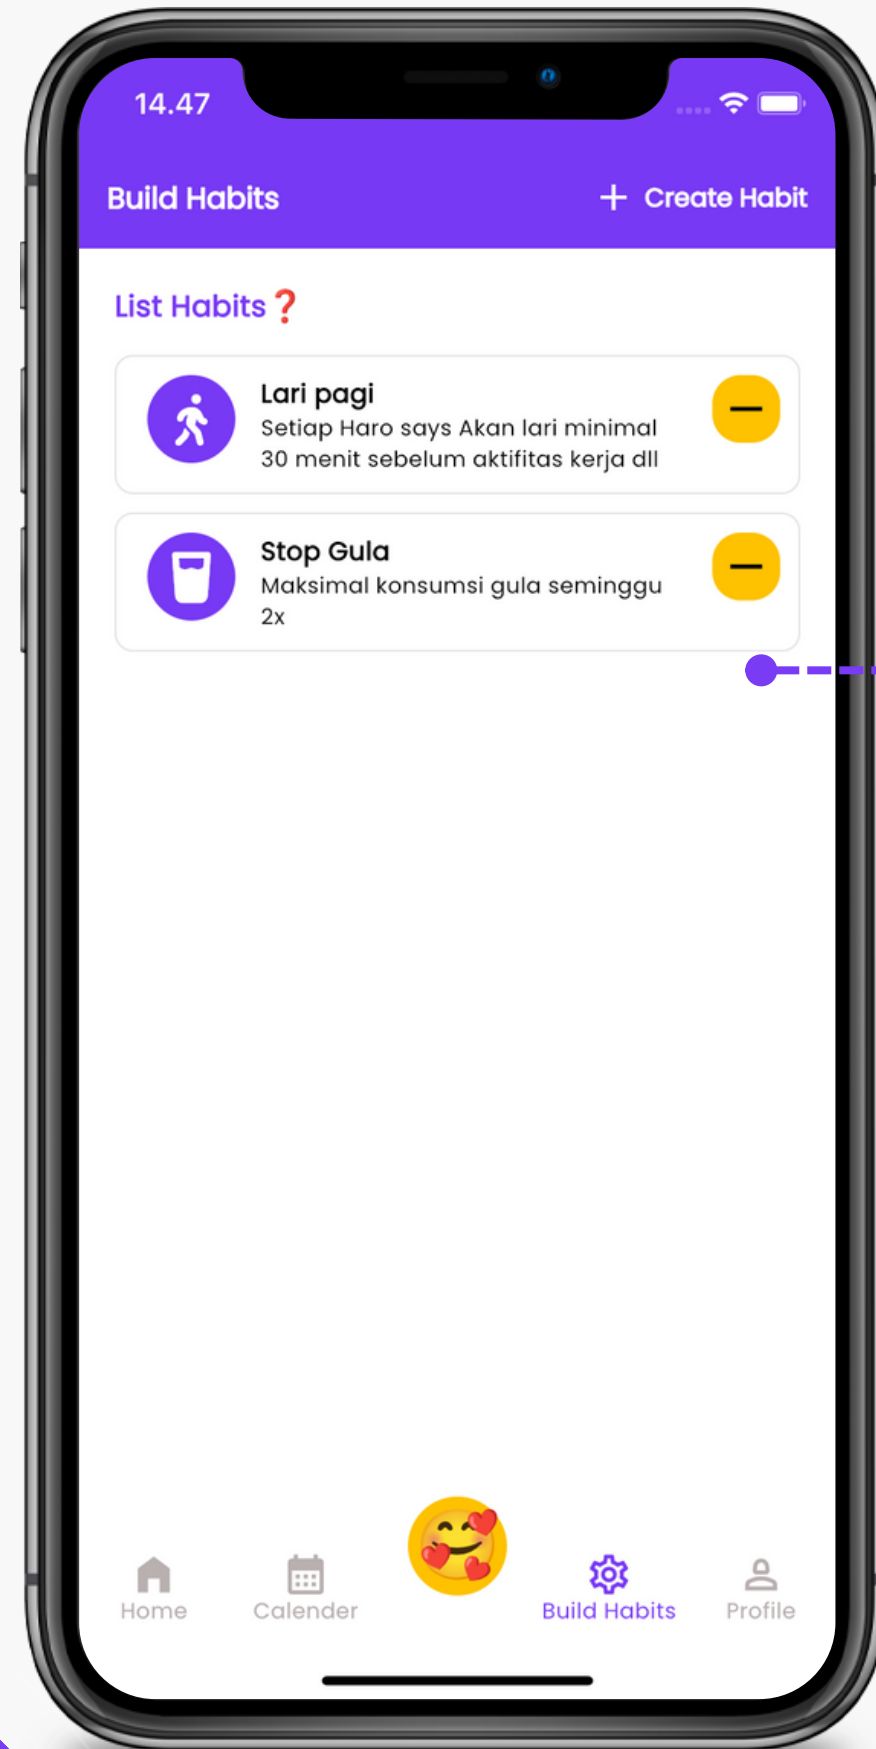 14.47
Build Habits
+ Create Habit
List Habits❓
Lari pagi
Setiap Haro says Akan lari minimal
30 menit sebelum aktifitas kerja dll
Stop Gula
Maksimal konsumsi gula seminggu
2x
Home
Calender
Build Habits
Profile